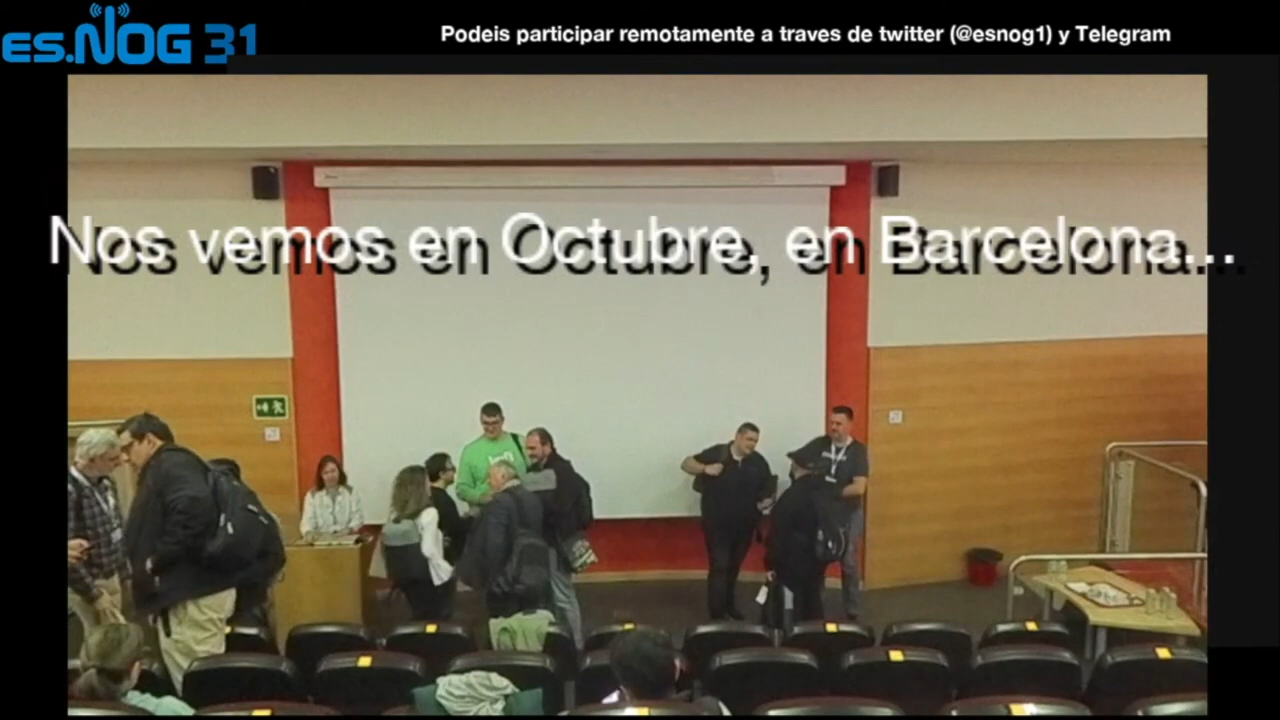 es.NOG 31
Podeis participar remotamente a traves de twitter (@esnog1) y Telegram
Nos vemos en Octubre, en Barcelona...